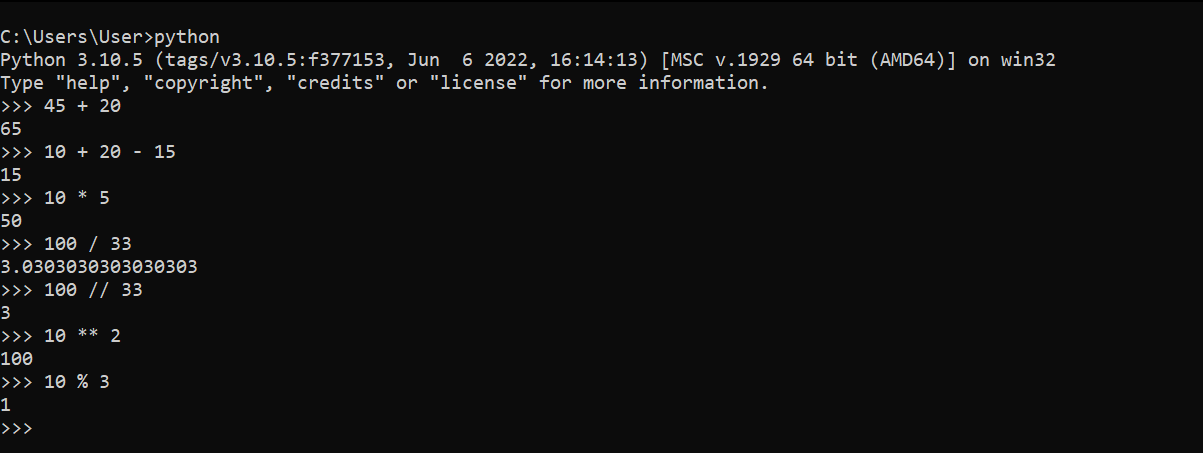 C:\Users\User>python
Python 3.10.5 (tags/v3.10.5:f377153, Jun  6 2022, 16:14:13) [MSC v.1929 64 bit (AMD64)] on win32
Type "help", "copyright", "credits" or "license" for more information.
>>> 45 + 20
65
>>> 10 + 20 - 15
15
>>> 10 * 5
50
>>> 100 / 33
3.0303030303030303
>>> 100 // 33
3
>>> 10 ** 2
100
>>> 10 % 3
1
>>>